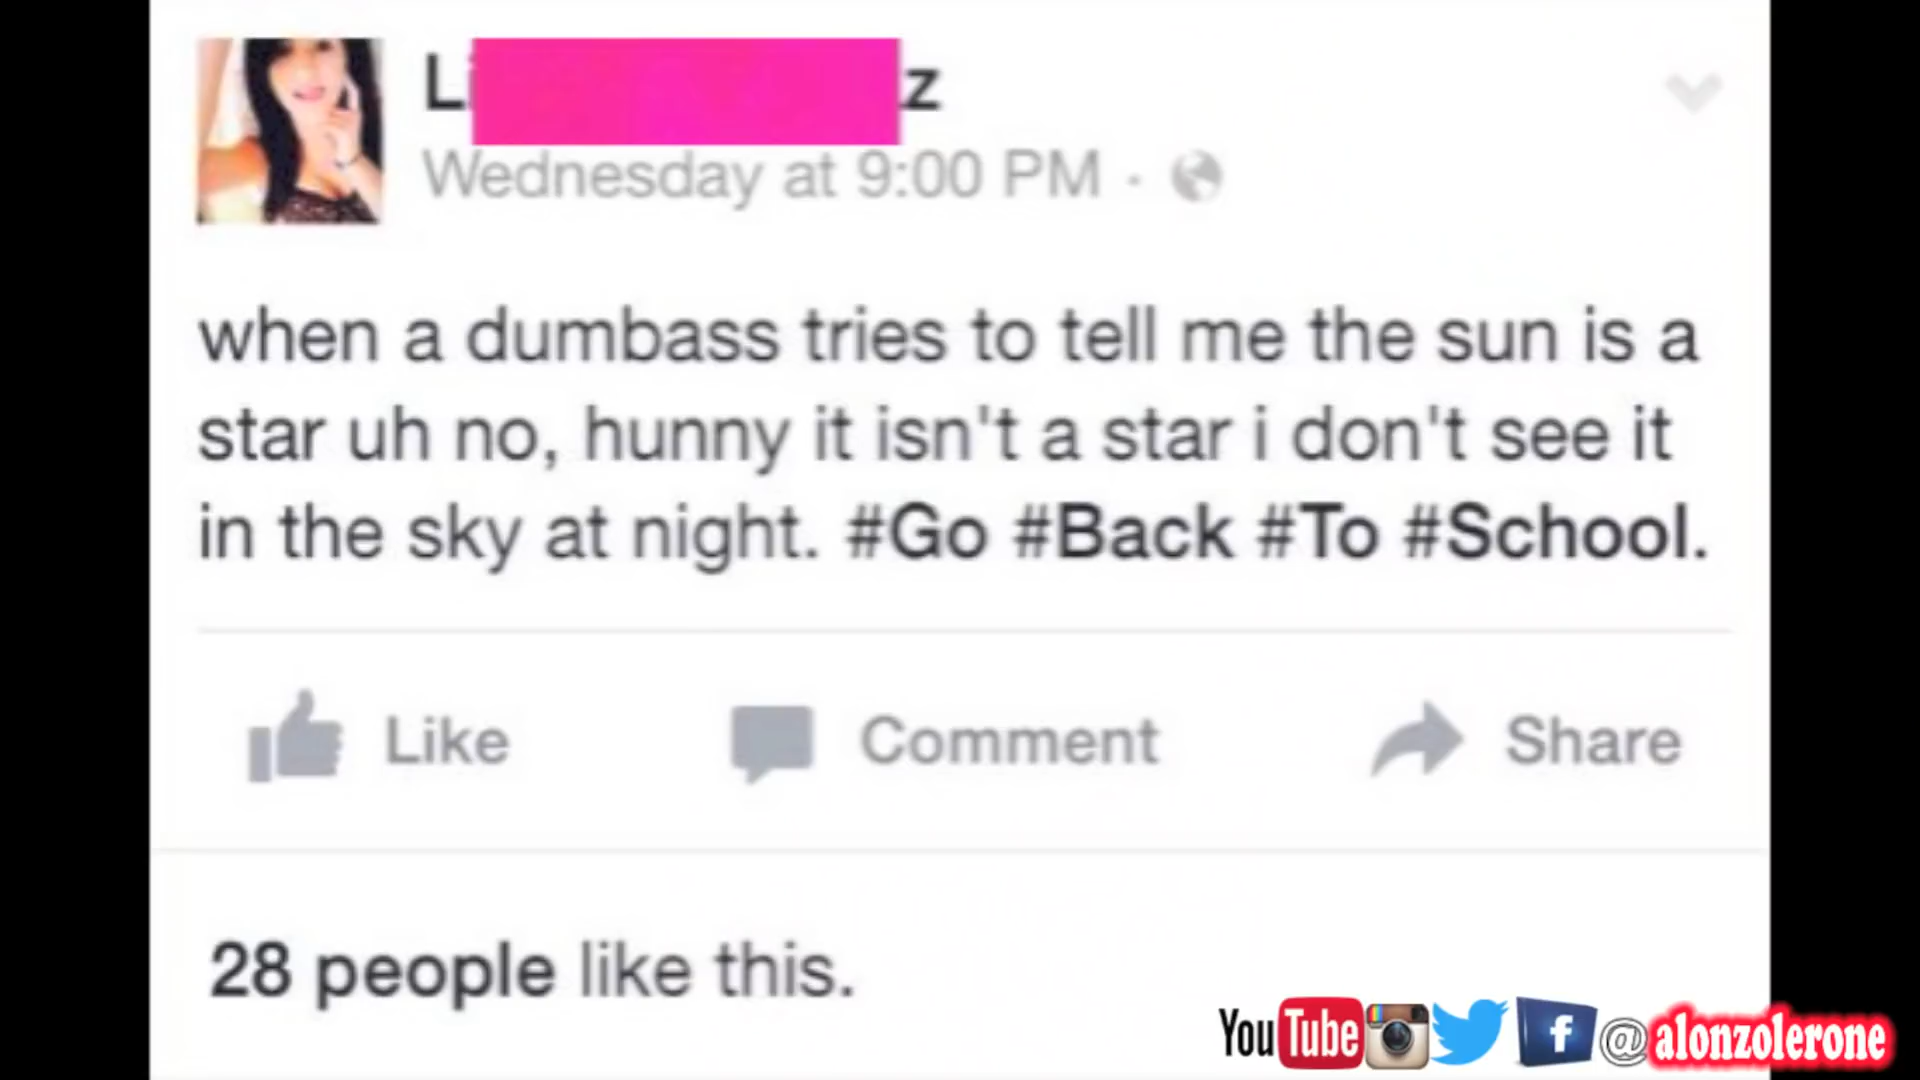 Li z
Wednesday at 9:00 PM ·
when a dumbass tries to tell me the sun is a
star uh no, hunny it isn't a star i don't see it
in the sky at night. #Go #Back #To #School.
Like Comment Share
28 people like this.
YouTube f @alonzolerone